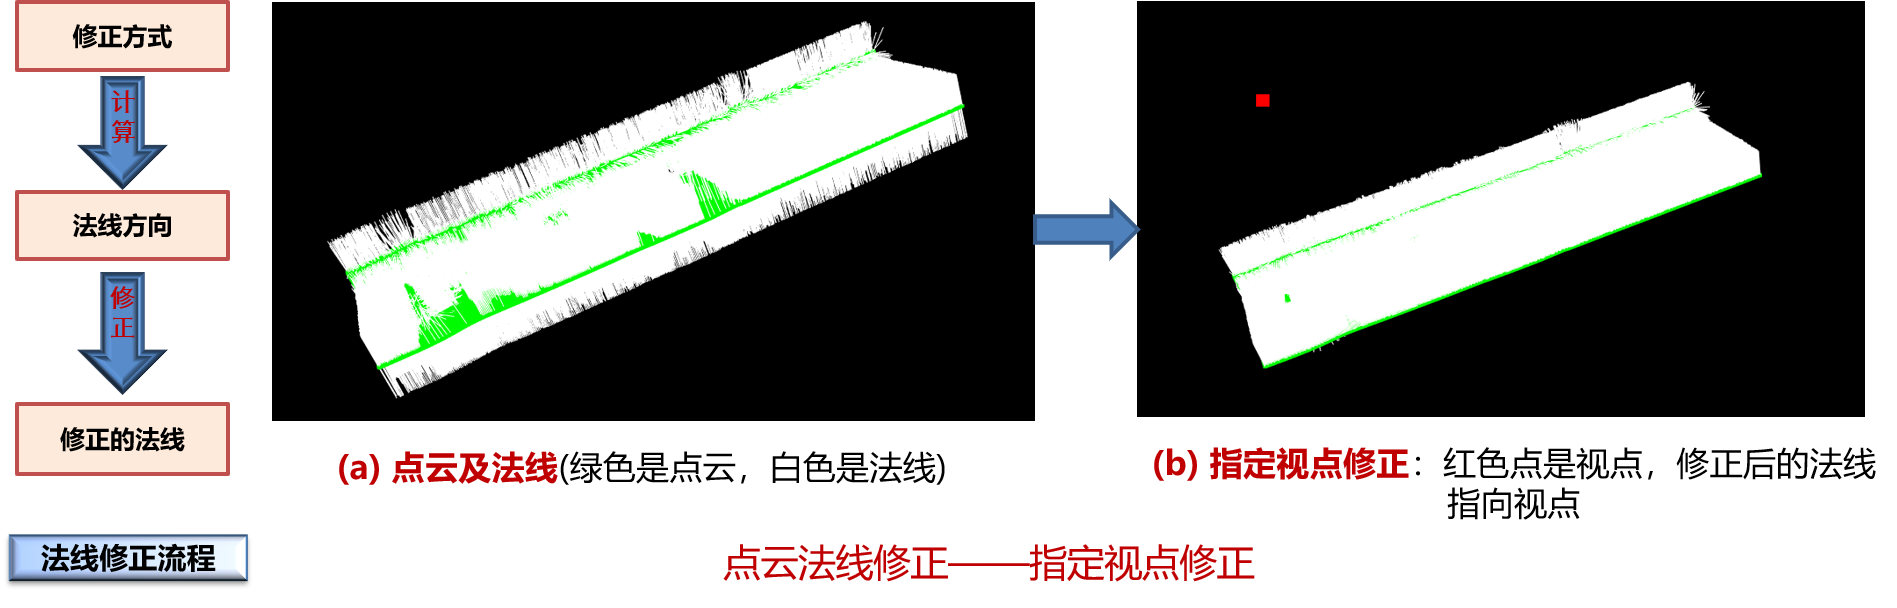 修正方式
计算
法线方向
修正
修正的法线
法线修正流程
(a) 点云及法线(绿色是点云，白色是法线)
(b) 指定视点修正：红色点是视点，修正后的法线
指向视点
点云法线修正——指定视点修正